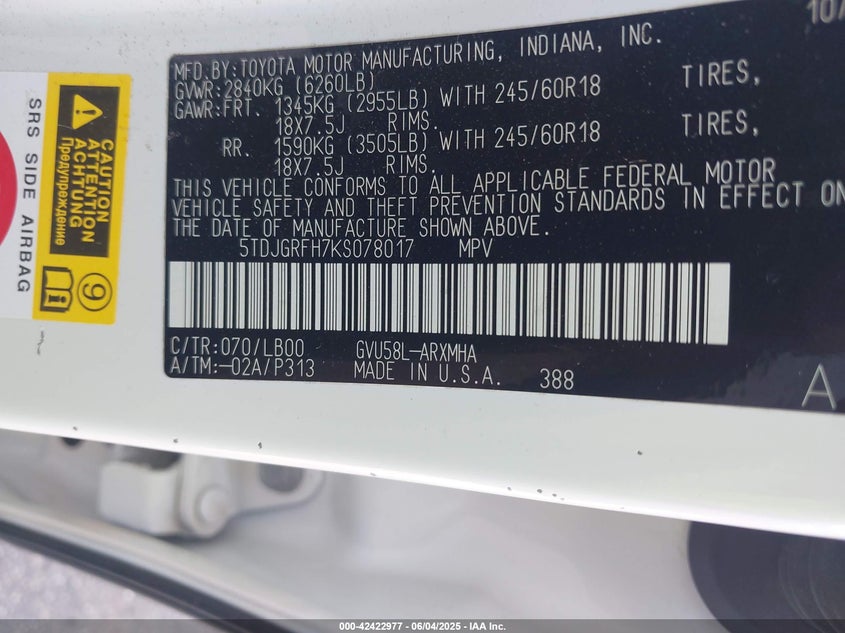 10/
MFD.BY:TOYOTA MOTOR MANUFACTURING, INDIANA, INC.
GVWR:2840KG (6260LB)
GAWR:FRT. 1345KG (2955LB) WITH 245/60R18 TIRES,
18X7.5J RIMS.
RR. 1590KG (3505LB) WITH 245/60R18 TIRES,
18X7.5J RIMS.
THIS VEHICLE CONFORMS TO ALL APPLICABLE FEDERAL MOTOR
VEHICLE SAFETY AND THEFT PREVENTION STANDARDS IN EFFECT ON
THE DATE OF MANUFACTURE SHOWN ABOVE.
5TDJGRFH7KS078017 MPV
C/TR:070/LB00 GVU58L-ARXMHA
A/TM:-02A/P313 MADE IN U.S.A. 388
A
SRS SIDE AIRBAG
CAUTION
ATTENTION
ACHTUNG
Предупреждение
9
000-42422977 - 06/04/2025 - IAA Inc.